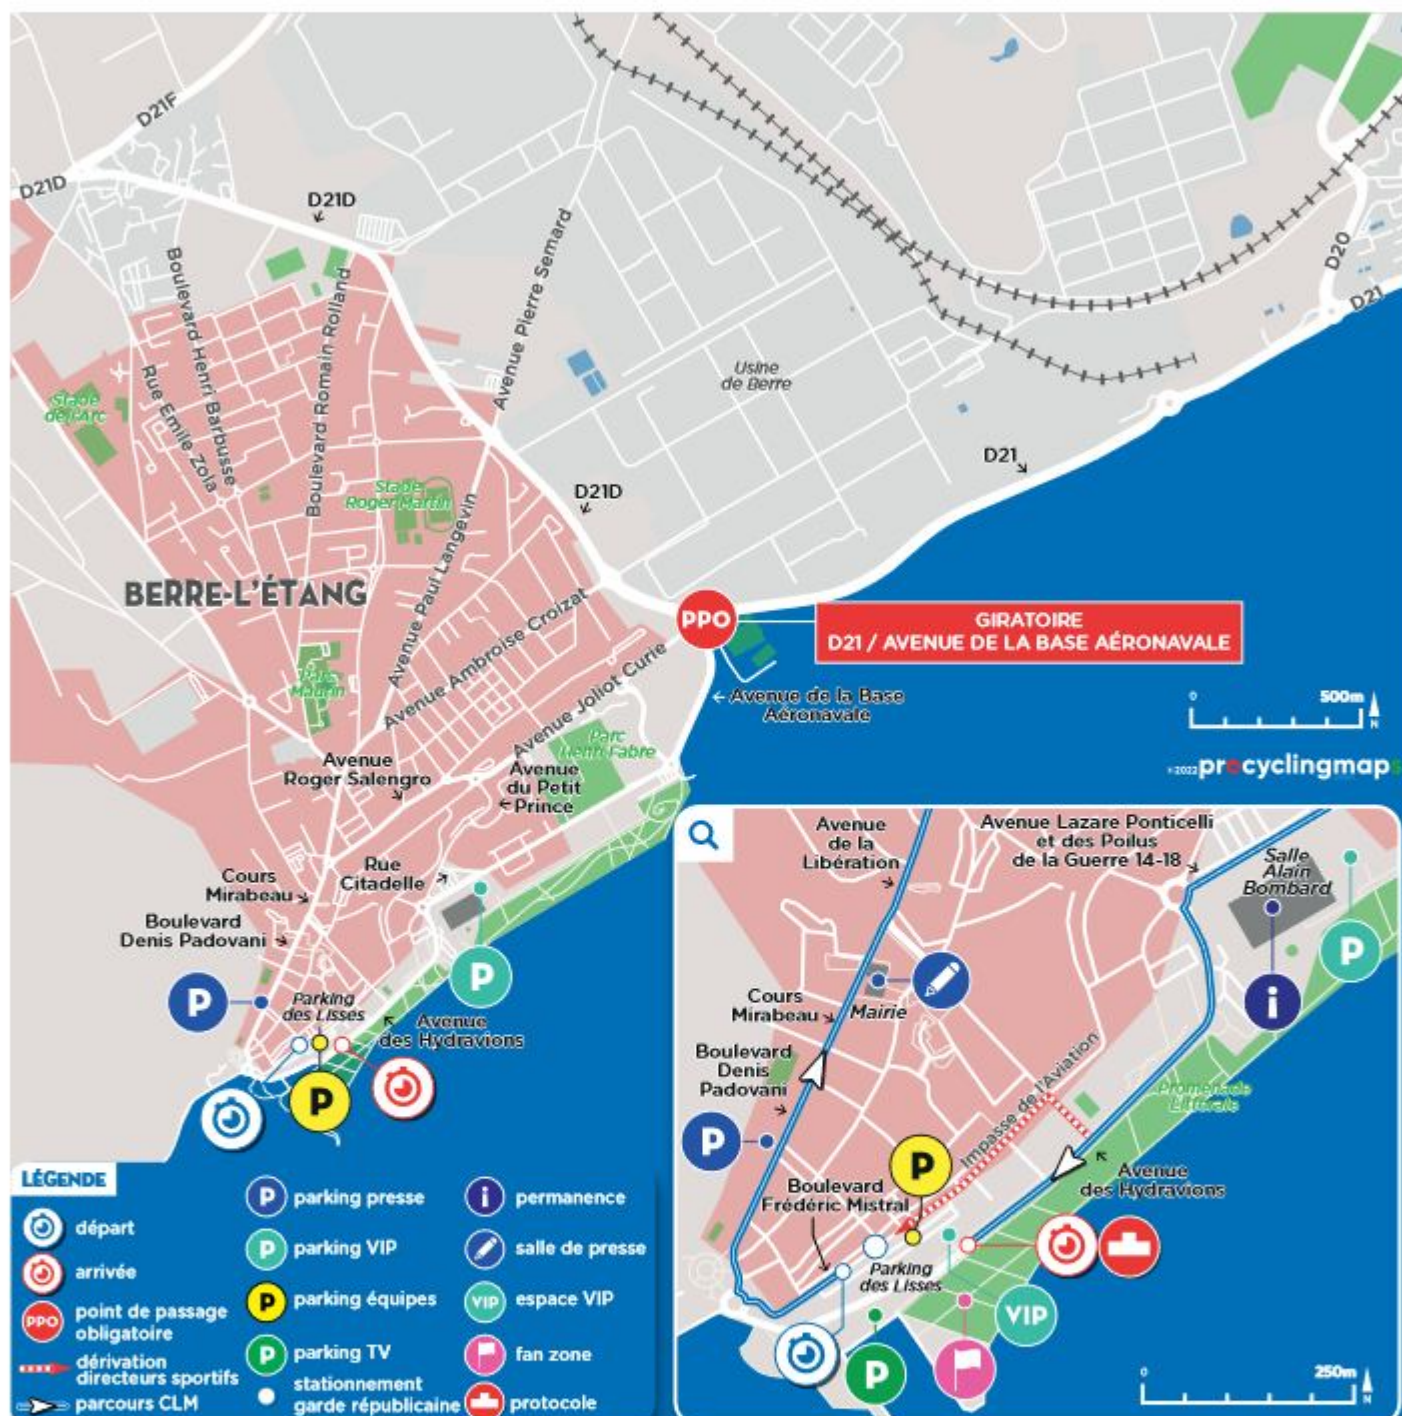 D21F
D21D
D21D
Boulevard Henri Barbusse
Rue Emile Zola
Boulevard Romain Rolland
Avenue Pierre Semard
Stade
de l'Arc
Stade
Roger Martin
Avenue Paul Langevin
D21D
Usine
de Berre
D21
D20
D21
BERRE-L'ÉTANG
PPO
GIRATOIRE
D21 / AVENUE DE LA BASE AÉRONAVALE
Avenue de la Base
Aéronavale
Parc
Maurin
Avenue Ambroise Croizat
Avenue Joliot Curie
Parc
Henri Fabre
Avenue
Roger Salengro
Avenue
du Petit
Prince
Rue
Citadelle
Cours
Mirabeau
Boulevard
Denis Padovani
P
Parking
des Lisses
P
Avenue
des Hydravions
P
0 500m
N
©2022 procyclingmaps
Avenue
de la
Libération
Avenue Lazare Ponticelli
et des Poilus
de la Guerre 14-18
Salle
Alain
Bombard
P
i
Cours
Mirabeau
Mairie
Boulevard
Denis
Padovani
P
Impasse de l'Aviation
Promenade
Littorale
P
Boulevard
Frédéric Mistral
Avenue
des Hydravions
Parking
des Lisses
VIP
P
0 250m
N
LÉGENDE
départ
arrivée
PPO point de passage
obligatoire
dérivation
directeurs sportifs
parcours CLM
P parking presse
P parking VIP
P parking équipes
P parking TV
stationnement
garde républicaine
i permanence
salle de presse
VIP espace VIP
fan zone
protocole